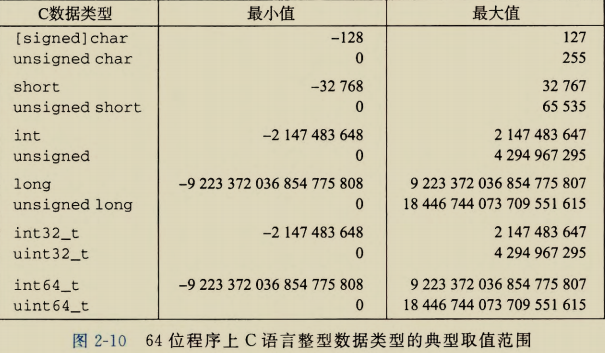 C数据类型 最小值 最大值
[signed]char −128 127
unsigned char 0 255
short −32 768 32 767
unsigned short 0 65 535
int −2 147 483 648 2 147 483 647
unsigned 0 4 294 967 295
long −9 223 372 036 854 775 808 9 223 372 036 854 775 807
unsigned long 0 18 446 744 073 709 551 615
int32_t −2 147 483 648 2 147 483 647
uint32_t 0 4 294 967 295
int64_t −9 223 372 036 854 775 808 9 223 372 036 854 775 807
uint64_t 0 18 446 744 073 709 551 615
图 2-10 64 位程序上 C 语言整型数据类型的典型取值范围